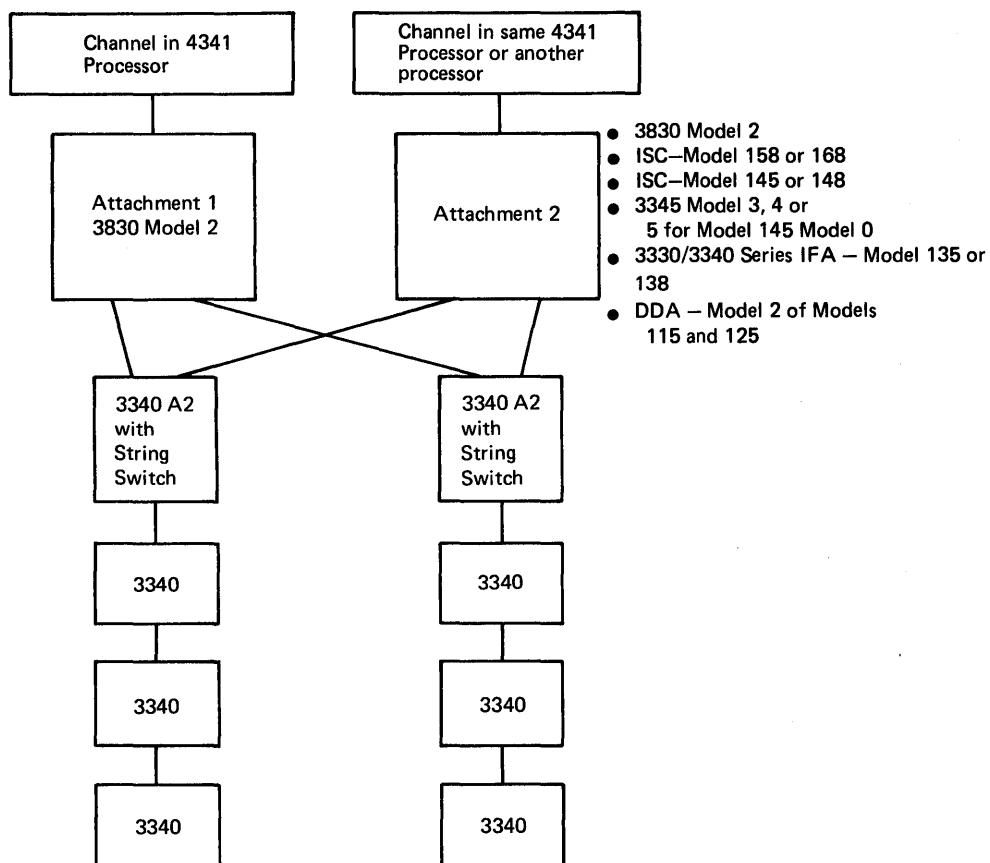 Channel in 4341
Processor
Channel in same 4341
Processor or another
processor
Attachment 1
3830 Model 2
Attachment 2
● 3830 Model 2
● ISC—Model 158 or 168
● ISC—Model 145 or 148
● 3345 Model 3, 4 or
5 for Model 145 Model 0
● 3330/3340 Series IFA — Model 135 or
138
● DDA — Model 2 of Models
115 and 125
3340 A2
with
String
Switch
3340 A2
with
String
Switch
3340
3340
3340
3340
3340
3340